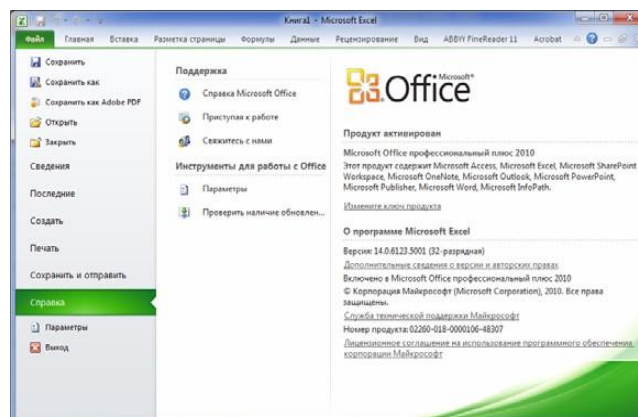 Книга1 - Microsoft Excel
Файл Главная Вставка Разметка страницы Формулы Данные Рецензирование Вид ABBYY FineReader 11 Acrobat
Сохранить
Сохранить как
Сохранить как Adobe PDF
Открыть
Закрыть
Сведения
Последние
Создать
Печать
Сохранить и отправить
Справка
Параметры
Выход
Поддержка
Справка Microsoft Office
Приступая к работе
Свяжитесь с нами
Инструменты для работы с Office
Параметры
Проверить наличие обновлен...
Microsoft®
Office
Продукт активирован
Microsoft Office профессиональный плюс 2010
Этот продукт содержит Microsoft Access, Microsoft Excel, Microsoft SharePoint
Workspace, Microsoft OneNote, Microsoft Outlook, Microsoft PowerPoint,
Microsoft Publisher, Microsoft Word, Microsoft InfoPath.
Измените ключ продукта
О программе Microsoft Excel
Версия: 14.0.6123.5001 (32-разрядная)
Дополнительные сведения о версии и авторских правах
Включено в Microsoft Office профессиональный плюс 2010
© Корпорация Майкрософт (Microsoft Corporation), 2010. Все права
защищены.
Служба технической поддержки Майкрософт
Номер продукта: 02260-018-0000106-48307
Лицензионное соглашение на использование программного обеспечения
корпорации Майкрософт